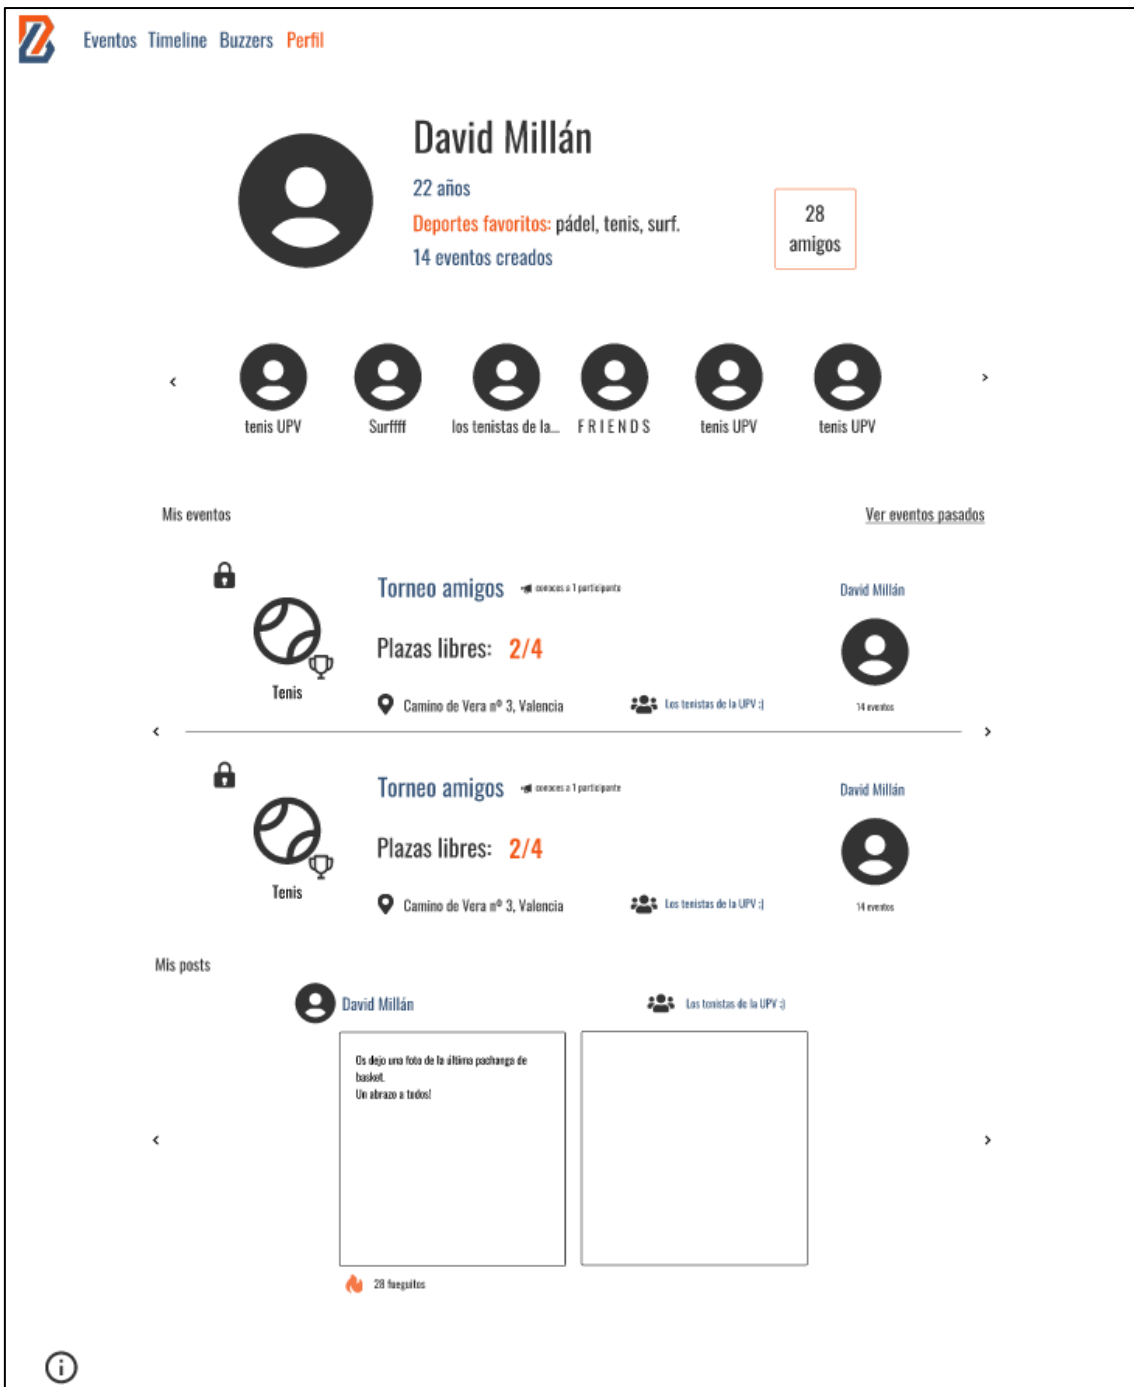 Eventos Timeline Buzzers Perfil
David Millán
22 años
Deportes favoritos: pádel, tenis, surf.
14 eventos creados
28
amigos
tenis UPV
Surffff
los tenistas de la...
F R I E N D S
tenis UPV
tenis UPV
Mis eventos
Ver eventos pasados
Torneo amigos
conoces a 1 participante
David Millán
Plazas libres: 2/4
Tenis
Camino de Vera nº 3, Valencia
Los tenistas de la UPV :)
14 eventos
Torneo amigos
conoces a 1 participante
David Millán
Plazas libres: 2/4
Tenis
Camino de Vera nº 3, Valencia
Los tenistas de la UPV :)
14 eventos
Mis posts
David Millán
Los tenistas de la UPV :)
Os dejo una foto de la última pachanga de
basket.
Un abrazo a todos!
28 fueguitos